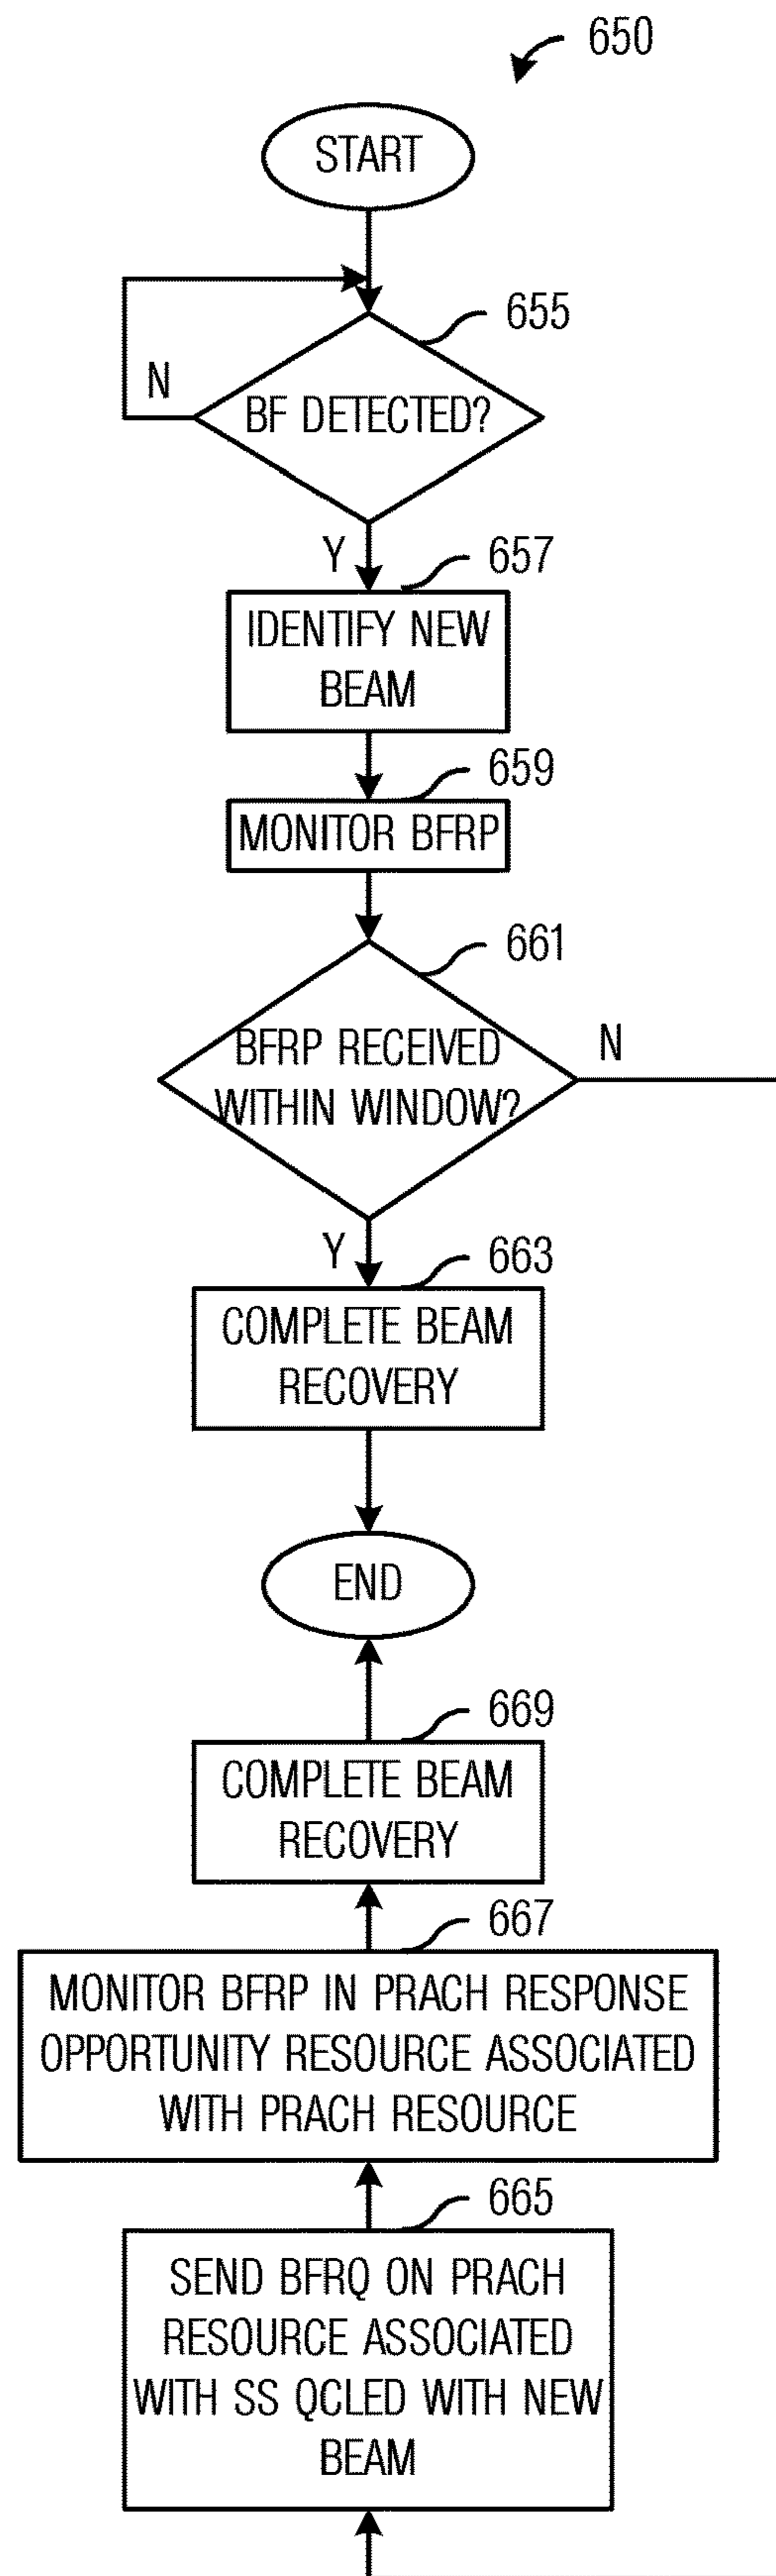 650
START
655
N
BF DETECTED?
Y
657
IDENTIFY NEW
BEAM
659
MONITOR BFRP
661
BFRP RECEIVED
WITHIN WINDOW?
N
Y
663
COMPLETE BEAM
RECOVERY
END
669
COMPLETE BEAM
RECOVERY
667
MONITOR BFRP IN PRACH RESPONSE
OPPORTUNITY RESOURCE ASSOCIATED
WITH PRACH RESOURCE
665
SEND BFRQ ON PRACH
RESOURCE ASSOCIATED
WITH SS QCLED WITH NEW
BEAM